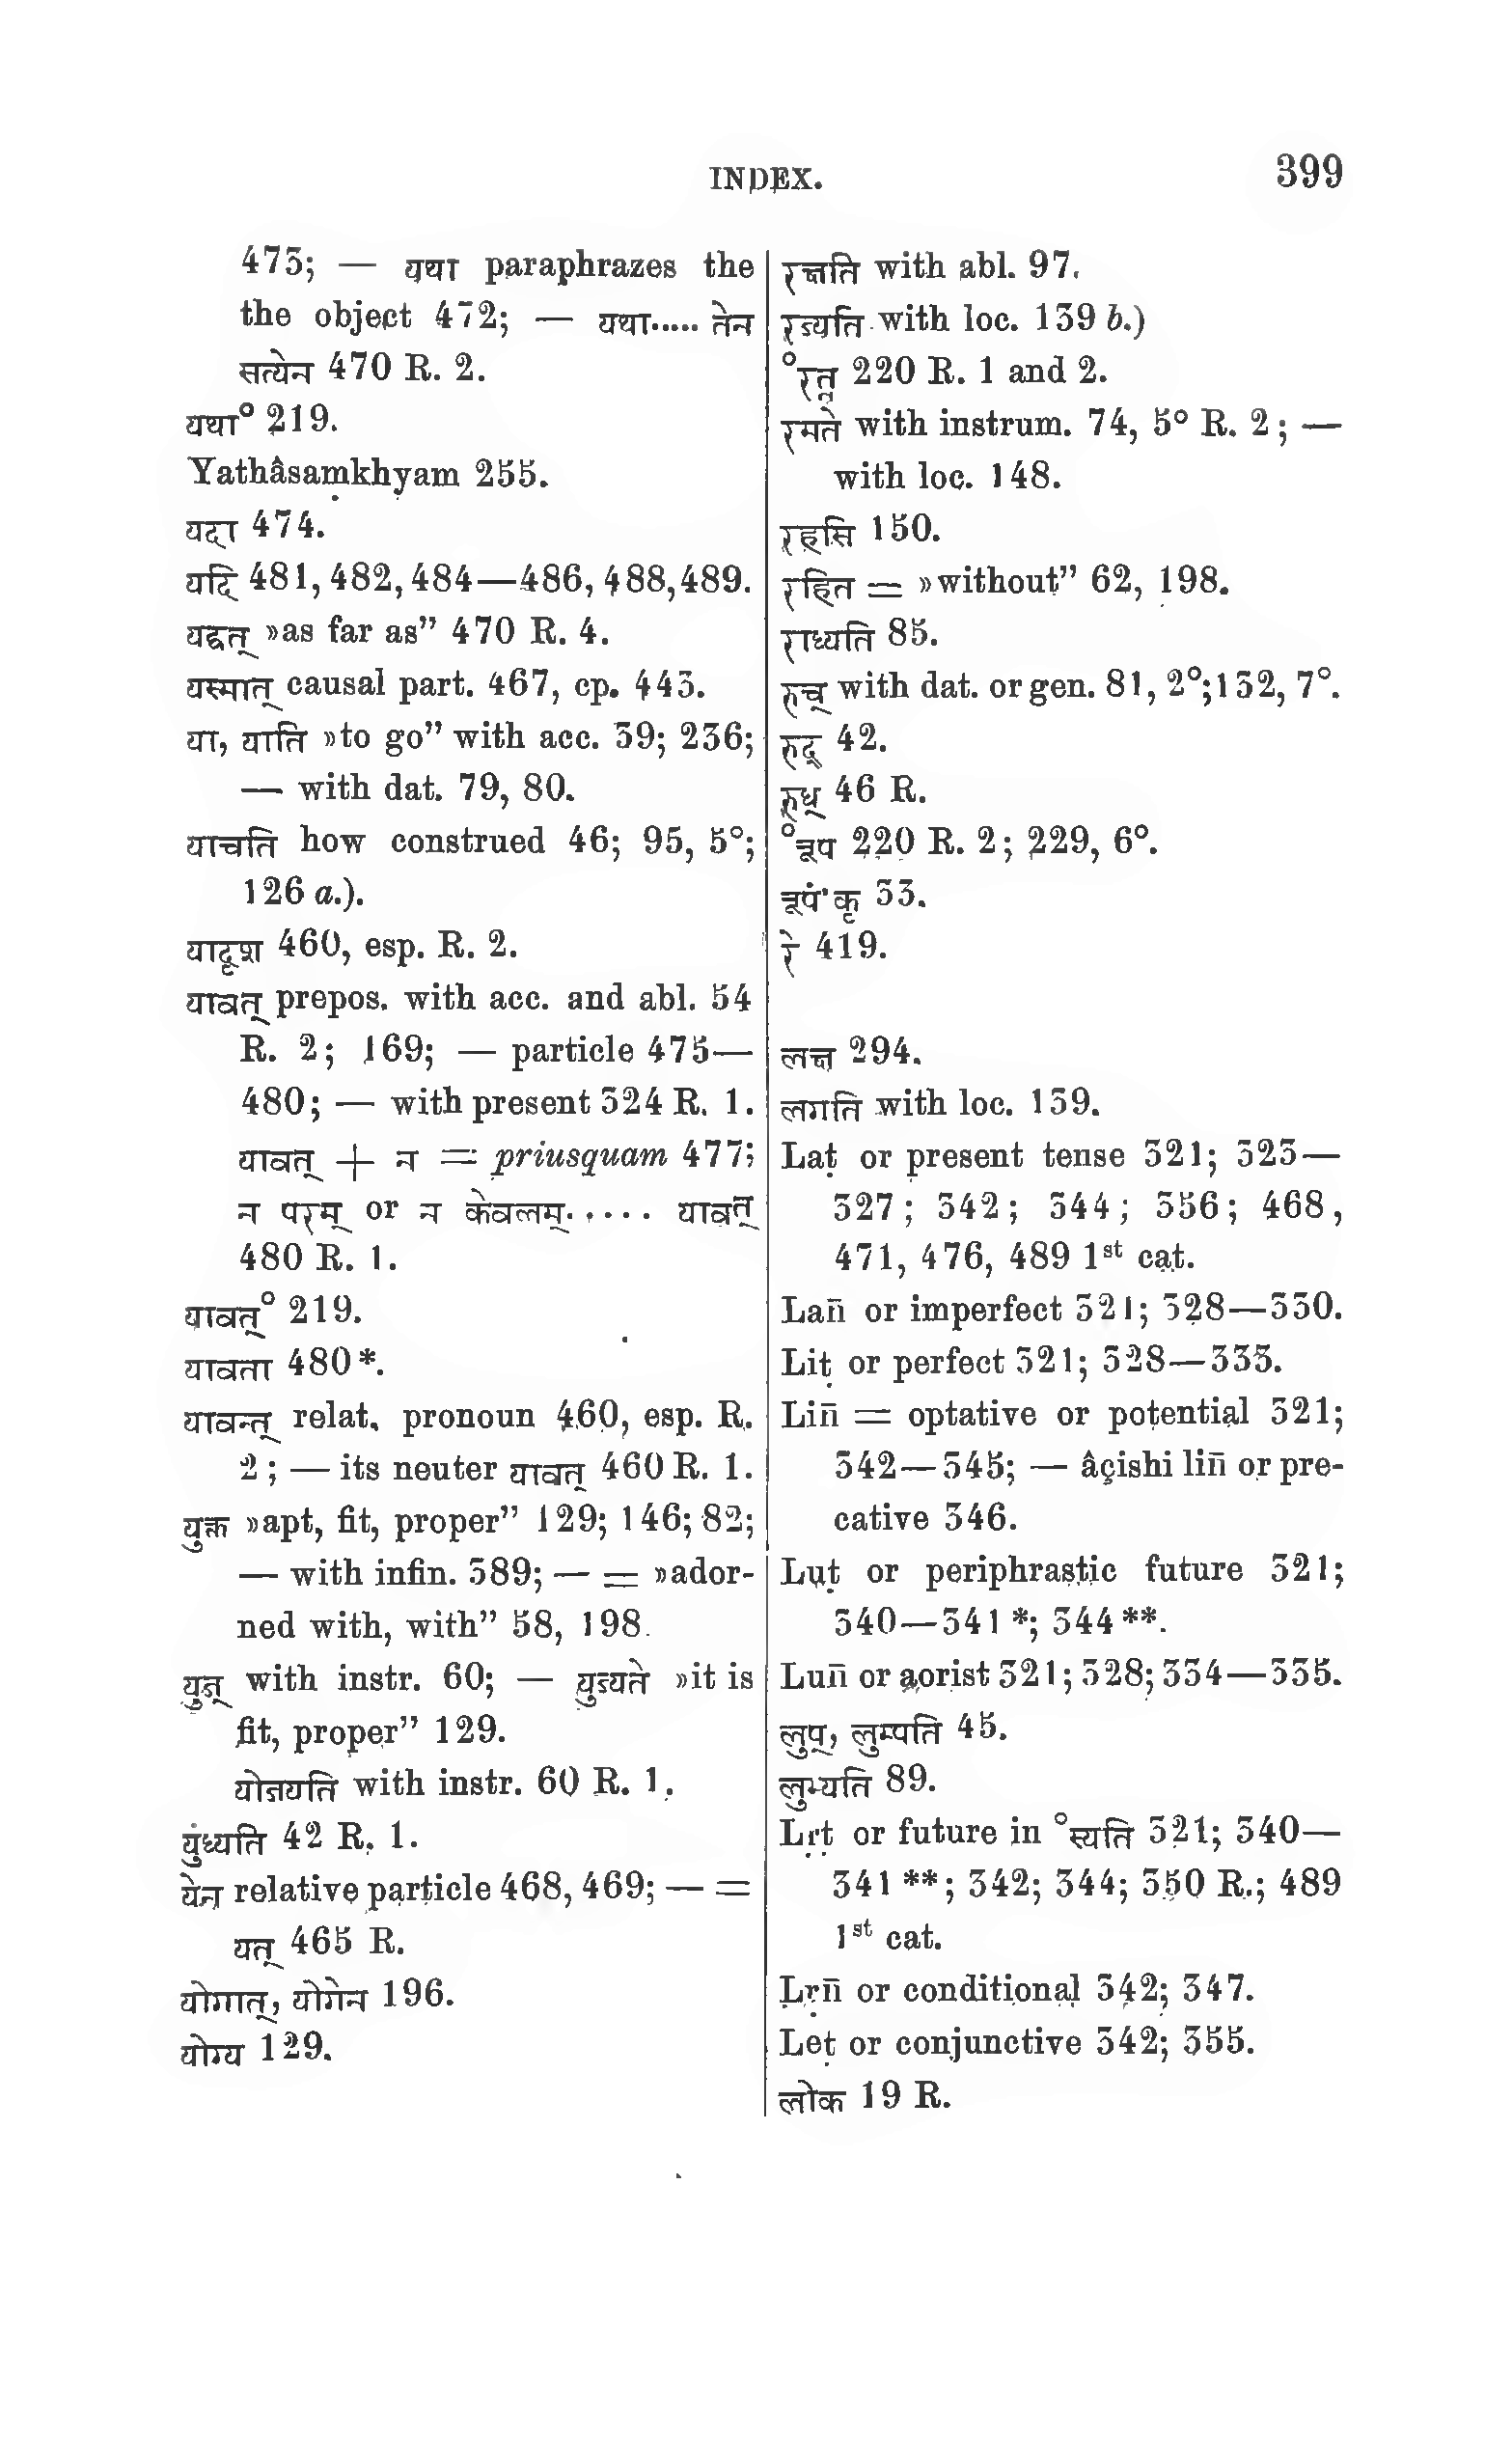 INDEX. 399
473; — यथा paraphrazes the
the object 472; — यथा..... तेन
सत्येन 470 R. 2.
यथा° 219.
Yathâsaṃkhyam 255.
यदा 474.
यदि 481, 482, 484—486, 488, 489.
यद्वत् »as far as” 470 R. 4.
यस्मात् causal part. 467, cp. 443.
या, याति »to go” with acc. 39; 236;
— with dat. 79, 80.
याचति how construed 46; 95, 5°;
126 a.).
यादृश 460, esp. R. 2.
यावत् prepos. with acc. and abl. 54
R. 2; 169; — particle 475—
480; — with present 324 R. 1.
यावत् + न = priusquam 477;
न परम् or न केवलम्..... यावत्
480 R. 1.
यावत्° 219.
यावता 480*.
यावन्त् relat. pronoun 460, esp. R.
2; — its neuter यावत् 460 R. 1.
युक्त »apt, fit, proper” 129; 146; 82;
— with infin. 389; — = »ador-
ned with, with” 58, 198.
युज् with instr. 60; — युज्यते »it is
fit, proper” 129.
योजयति with instr. 60 R. 1.
युध्यति 42 R. 1.
येन relative particle 468, 469; — =
यत् 465 R.
योगात्, योगेन 196.
योग्य 129.
रक्षति with abl. 97.
रज्यति with loc. 139 b.)
°रत्न 220 R. 1 and 2.
रमते with instrum. 74, 5° R. 2; —
with loc. 148.
रहसि 150.
रहित = »without” 62, 198.
राध्यति 85.
रुच् with dat. or gen. 81, 2°; 132, 7°.
रुद् 42.
रुध् 46 R.
°रूप 220 R. 2; 229, 6°.
रूपं कृ 33.
रे 419.
लक्ष 294.
लगति with loc. 139.
Laṭ or present tense 321; 323—
327; 342; 344; 356; 468,
471, 476, 489 1st cat.
Lañ or imperfect 321; 328—330.
Liṭ or perfect 321; 328—333.
Liñ = optative or potential 321;
342—345; — âçishi liñ or pre-
cative 346.
Luṭ or periphrastic future 321;
340—341 *; 344 **.
Luñ or aorist 321; 328; 334—335.
लुप्, लुम्पति 45.
लुभ्यति 89.
Lṛṭ or future in °स्यति 321; 340—
341 **; 342; 344; 350 R.; 489
1st cat.
Lṛñ or conditional 342; 347.
Leṭ or conjunctive 342; 355.
लोक 19 R.